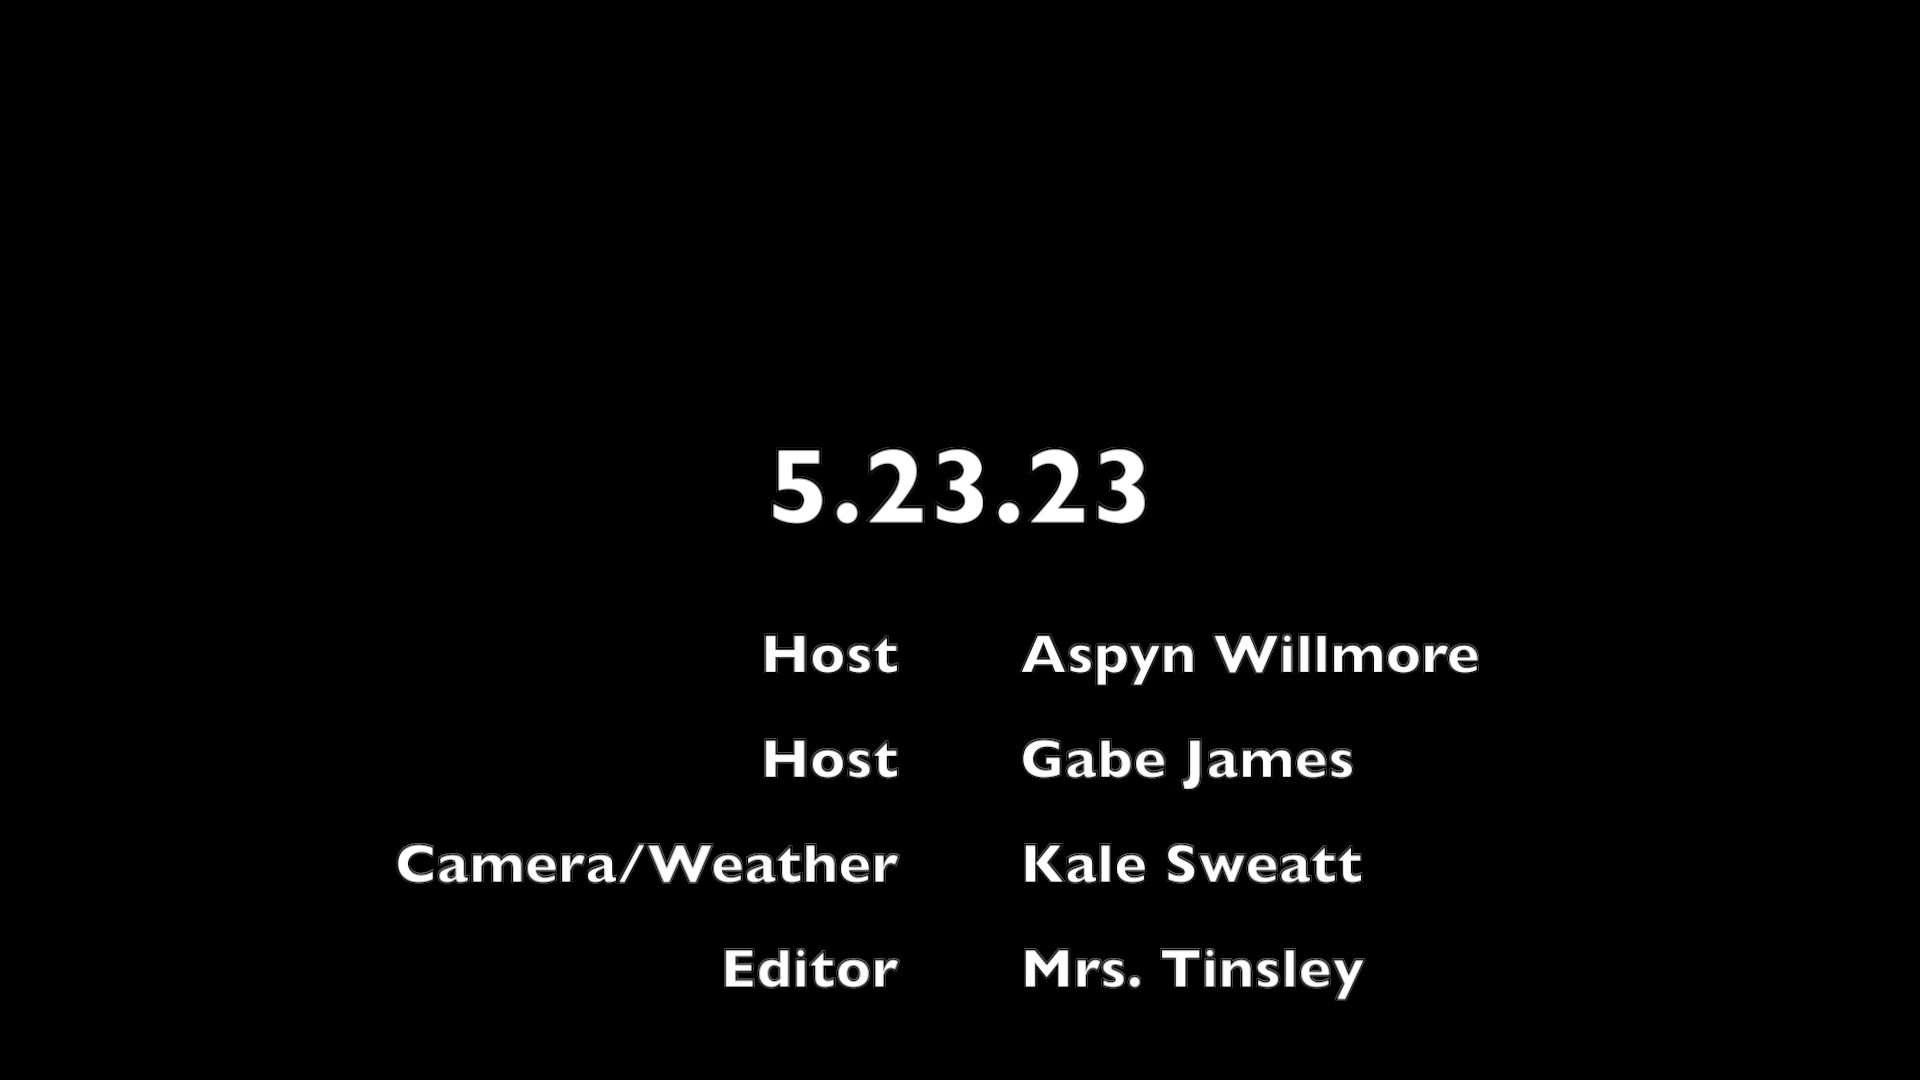 5.23.23
Host Aspyn Willmore
Host Gabe James
Camera/Weather Kale Sweatt
Editor Mrs. Tinsley